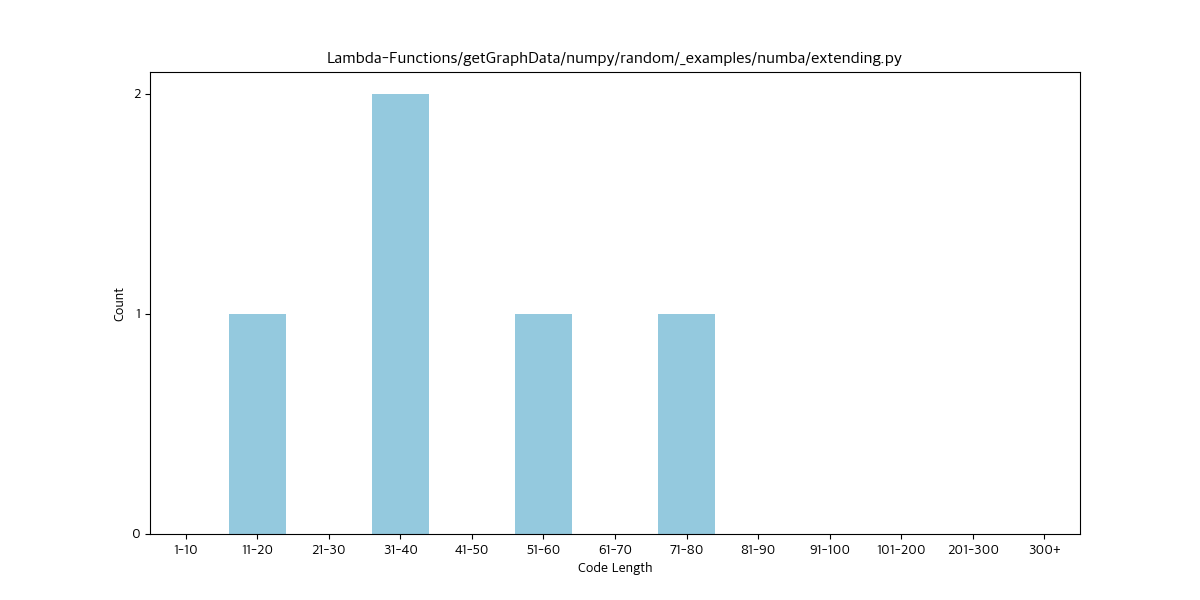 Lambda-Functions/getGraphData/numpy/random/_examples/numba/extending.py
2
1
0
Count
1-10 11-20 21-30 31-40 41-50 51-60 61-70 71-80 81-90 91-100 101-200 201-300 300+
Code Length